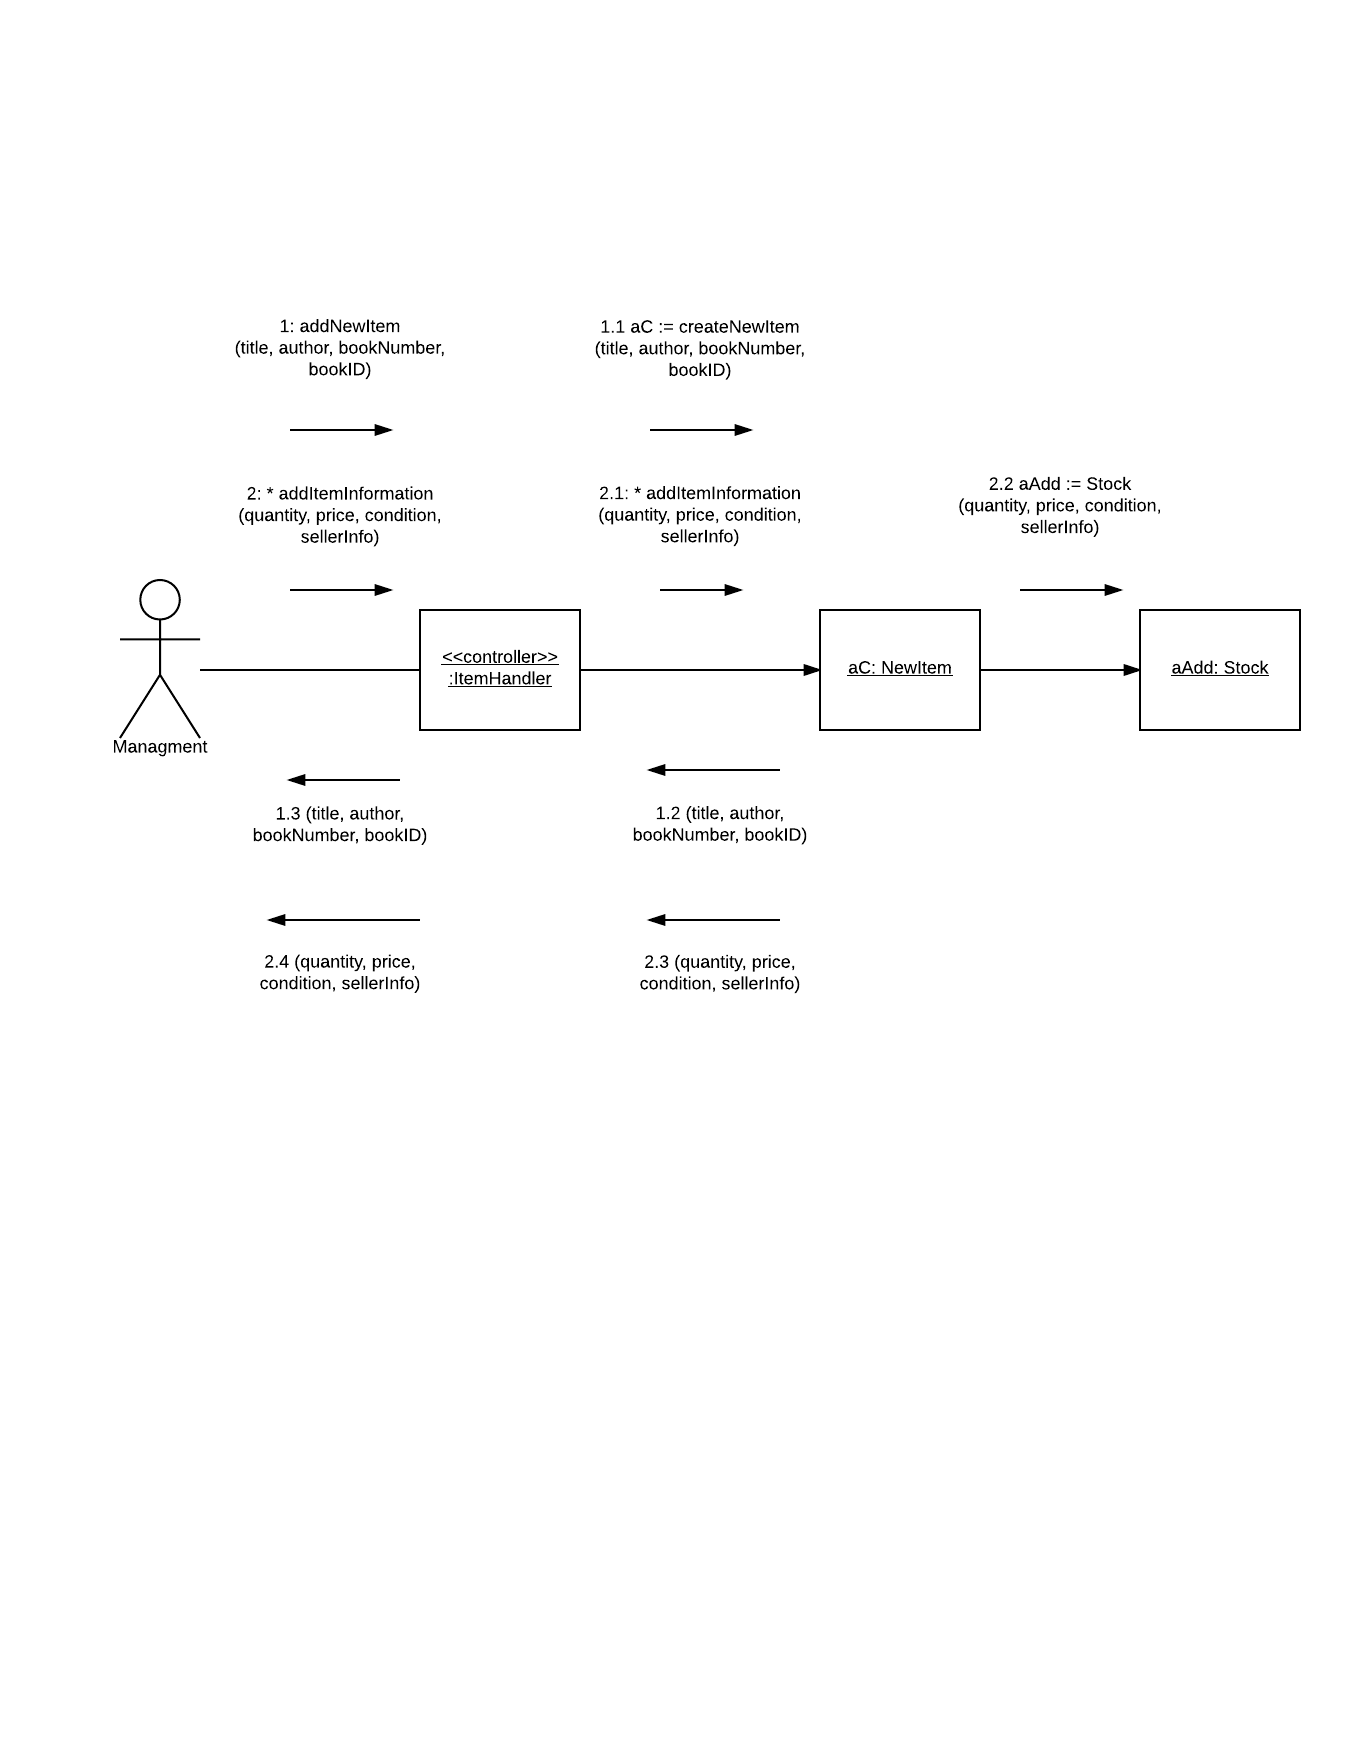 1: addNewItem
(title, author, bookNumber,
bookID)
1.1 aC := createNewItem
(title, author, bookNumber,
bookID)
2: * addItemInformation
(quantity, price, condition,
sellerInfo)
2.1: * addItemInformation
(quantity, price, condition,
sellerInfo)
2.2 aAdd := Stock
(quantity, price, condition,
sellerInfo)
Managment
<<controller>>
:ItemHandler
aC: NewItem
aAdd: Stock
1.3 (title, author,
bookNumber, bookID)
1.2 (title, author,
bookNumber, bookID)
2.4 (quantity, price,
condition, sellerInfo)
2.3 (quantity, price,
condition, sellerInfo)